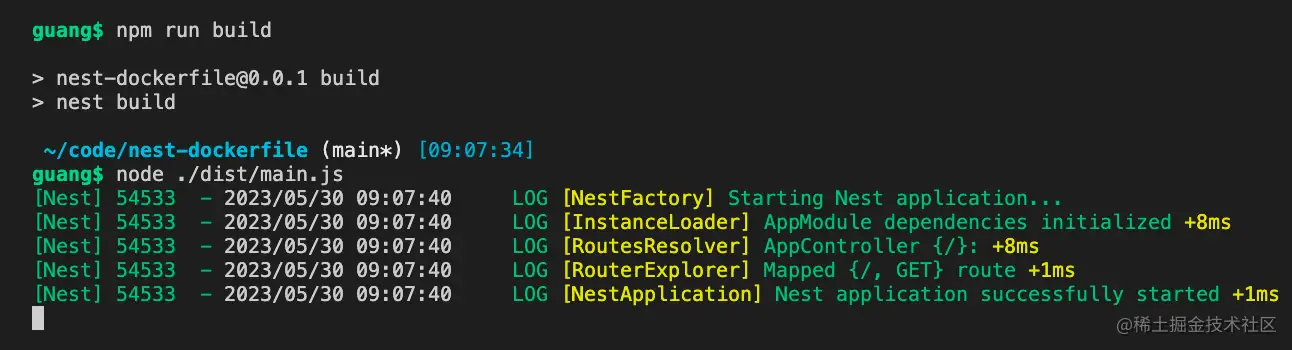 guang$ npm run build
> nest-dockerfile@0.0.1 build
> nest build
~/code/nest-dockerfile (main*) [09:07:34]
guang$ node ./dist/main.js
[Nest] 54533  - 2023/05/30 09:07:40     LOG [NestFactory] Starting Nest application...
[Nest] 54533  - 2023/05/30 09:07:40     LOG [InstanceLoader] AppModule dependencies initialized +8ms
[Nest] 54533  - 2023/05/30 09:07:40     LOG [RoutesResolver] AppController {/}: +8ms
[Nest] 54533  - 2023/05/30 09:07:40     LOG [RouterExplorer] Mapped {/, GET} route +1ms
[Nest] 54533  - 2023/05/30 09:07:40     LOG [NestApplication] Nest application successfully started +1ms
@稀土掘金技术社区